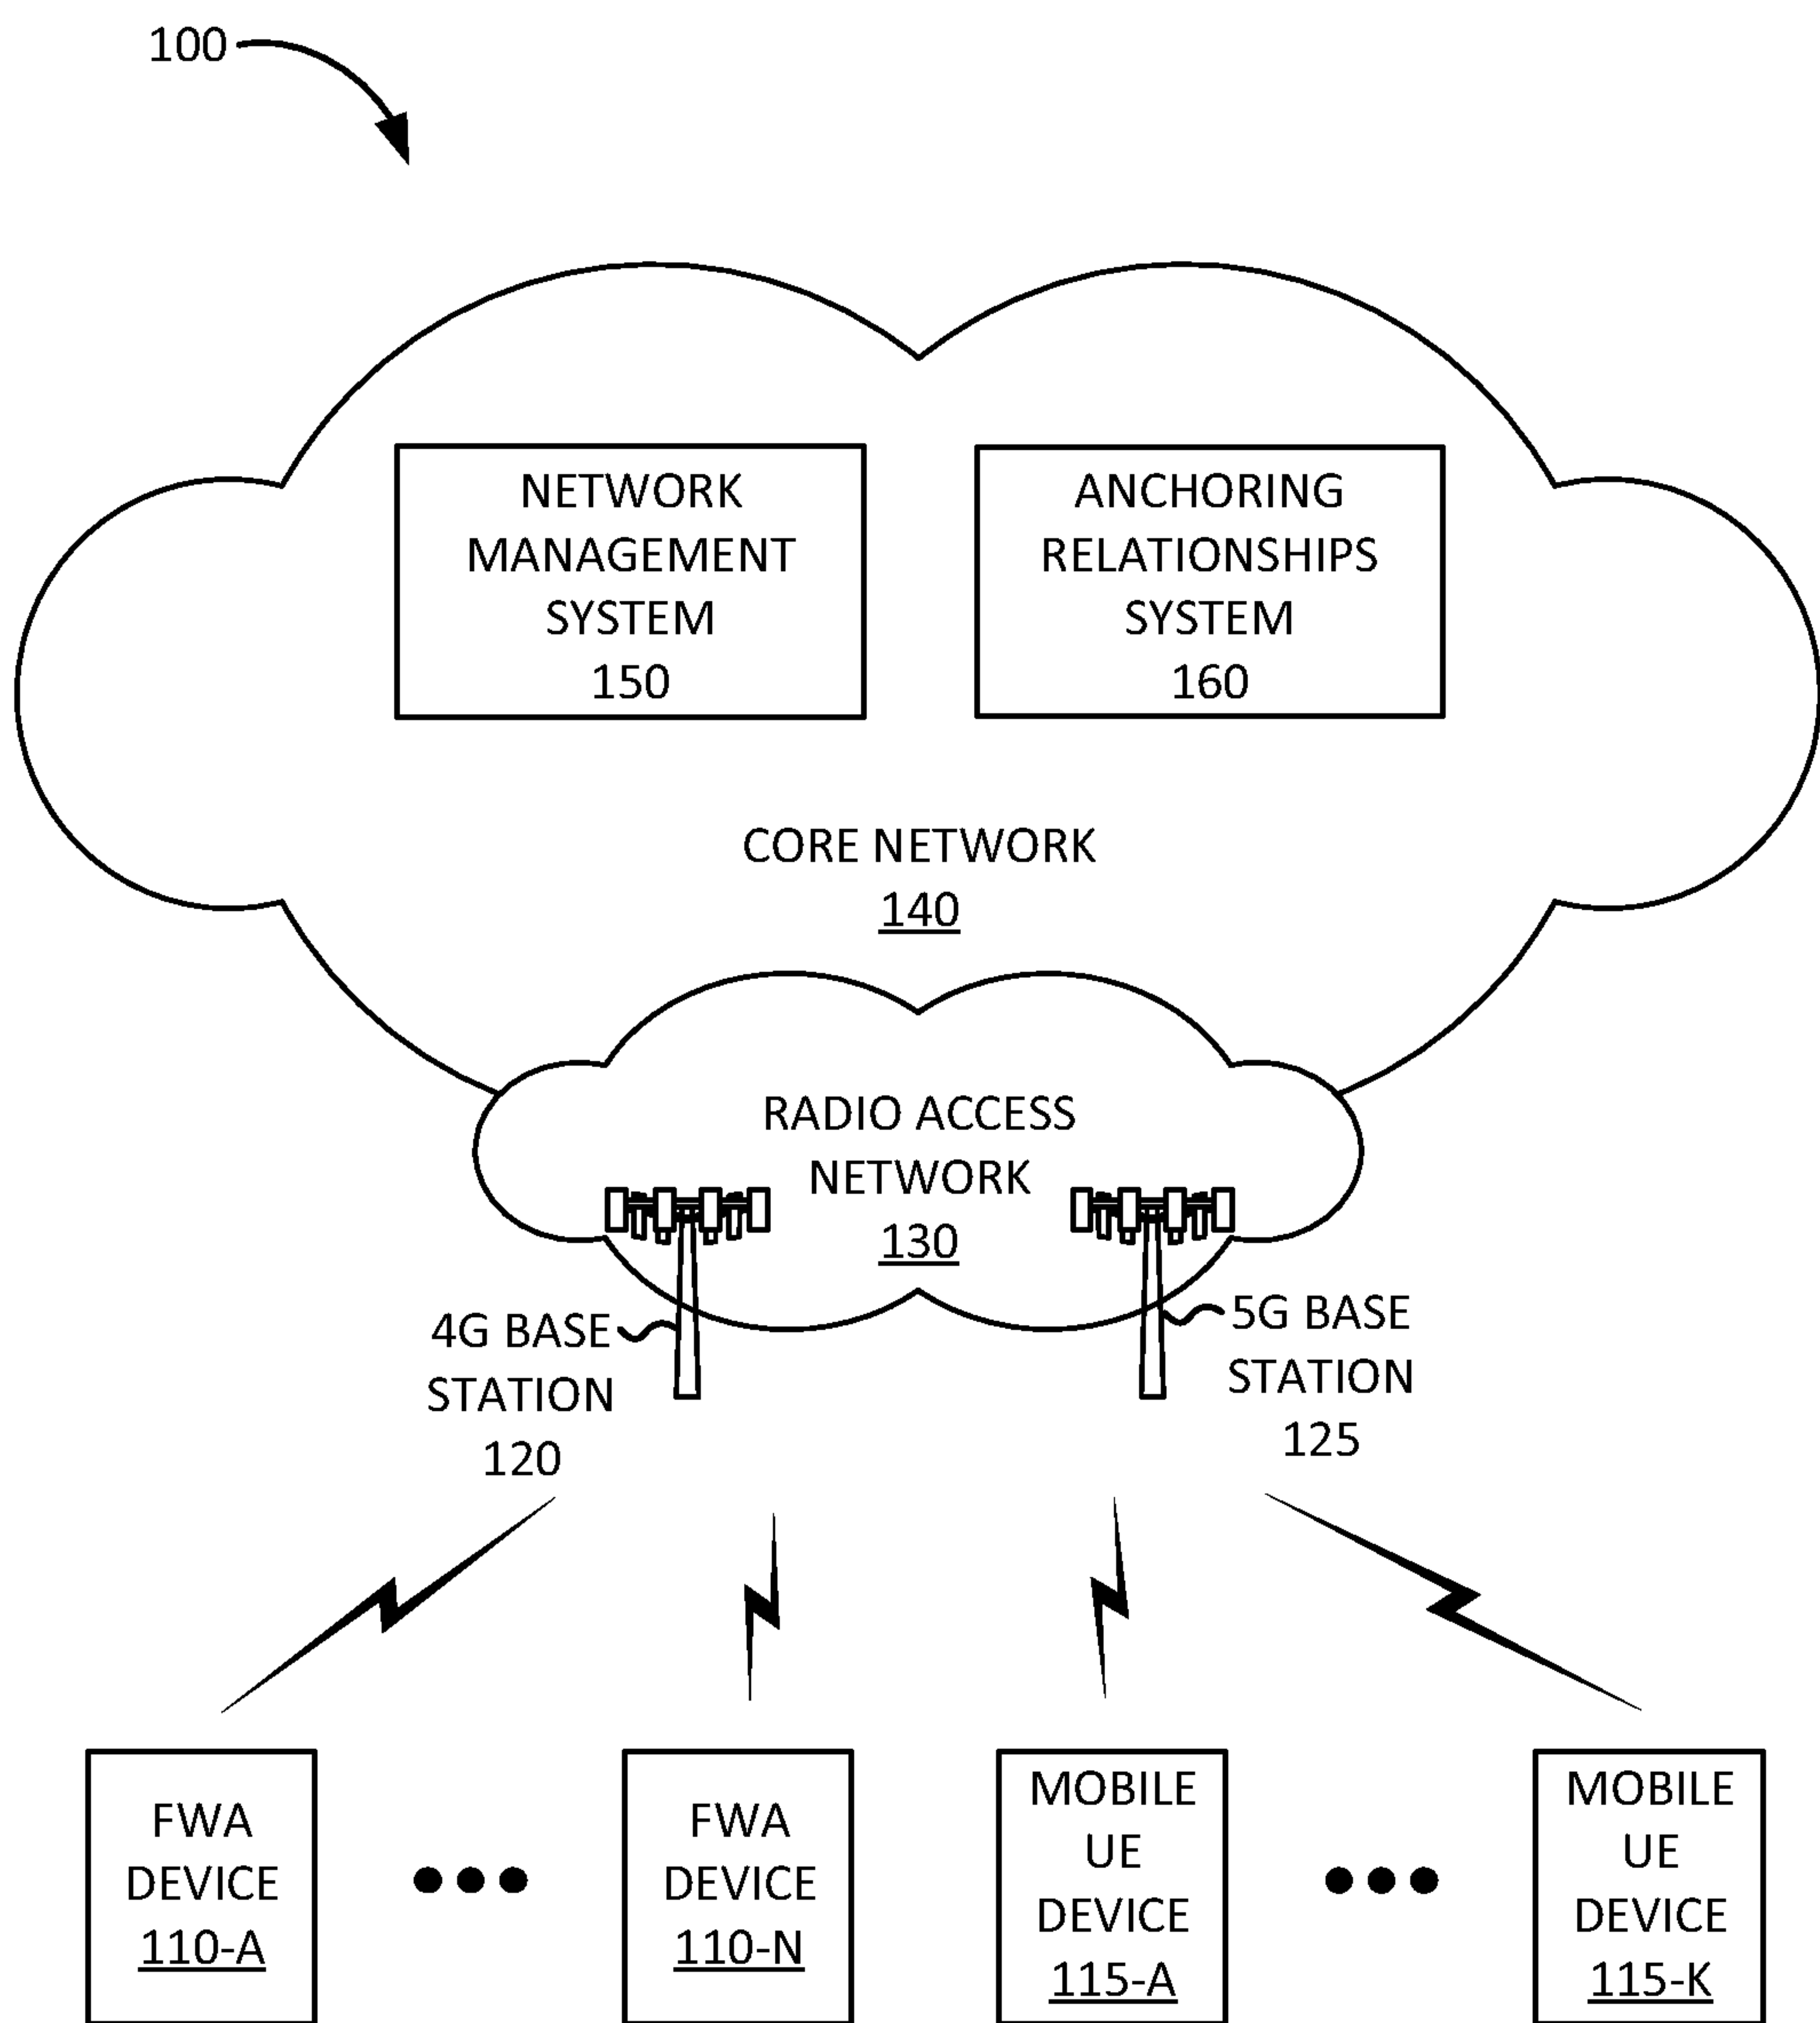 100
NETWORK
MANAGEMENT
SYSTEM
150
ANCHORING
RELATIONSHIPS
SYSTEM
160
CORE NETWORK
140
RADIO ACCESS
NETWORK
130
4G BASE
STATION
120
5G BASE
STATION
125
FWA
DEVICE
110-A
FWA
DEVICE
110-N
MOBILE
UE
DEVICE
115-A
MOBILE
UE
DEVICE
115-K